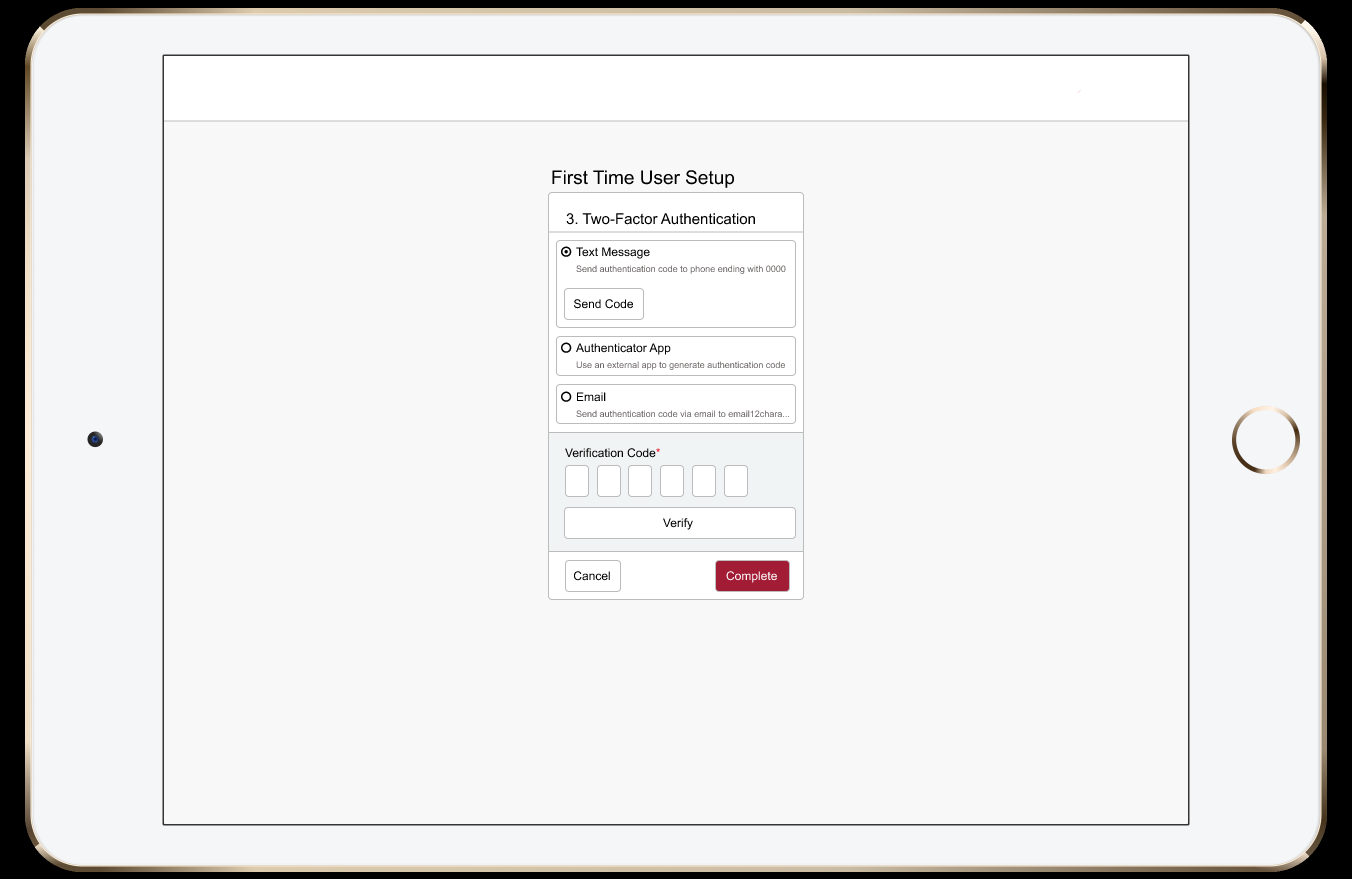 First Time User Setup
3. Two-Factor Authentication
Text Message
Send authentication code to phone ending with 0000
Send Code
Authenticator App
Use an external app to generate authentication code
Email
Send authentication code via email to email12chara...
Verification Code*
Verify
Cancel
Complete